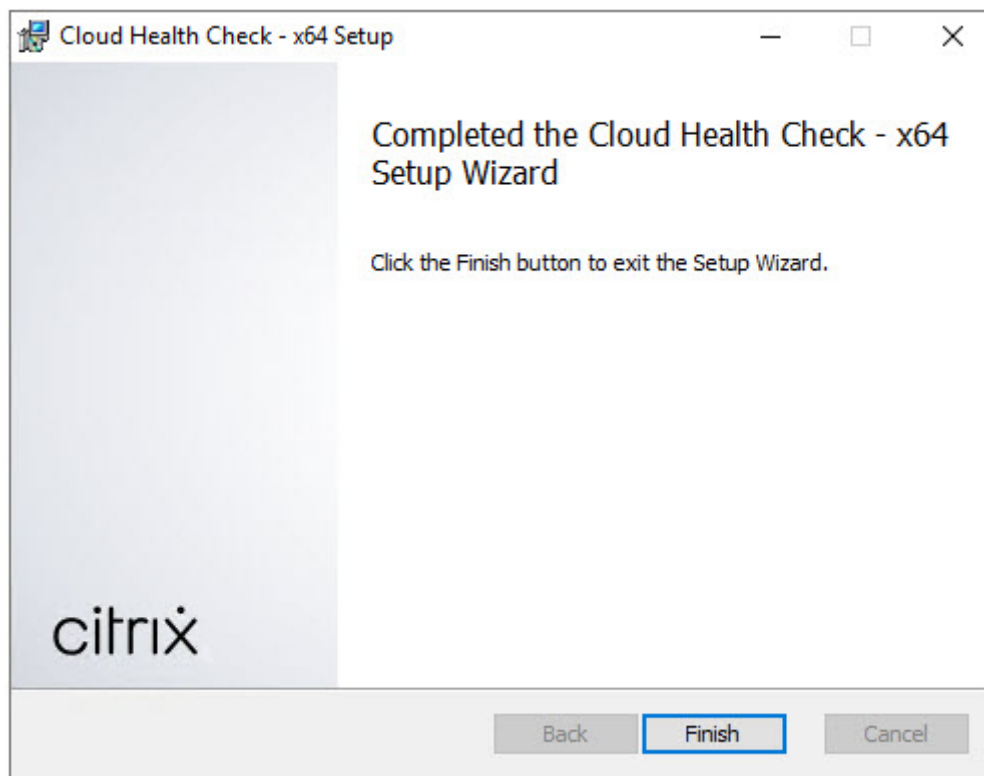 Cloud Health Check - x64 Setup
Completed the Cloud Health Check - x64
Setup Wizard
Click the Finish button to exit the Setup Wizard.
citrix
Back
Finish
Cancel